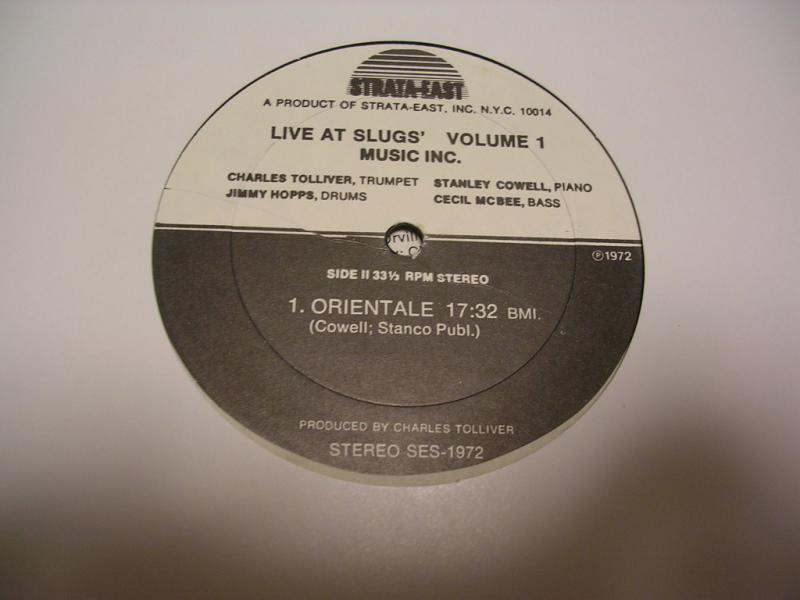 STRATA-EAST
A PRODUCT OF STRATA-EAST, INC. N.Y.C. 10014
LIVE AT SLUGS' VOLUME 1
MUSIC INC.
CHARLES TOLLIVER, TRUMPET STANLEY COWELL, PIANO
JIMMY HOPPS, DRUMS CECIL MCBEE, BASS
℗1972
SIDE II 33⅓ RPM STEREO
1. ORIENTALE 17:32 BMI.
(Cowell; Stanco Publ.)
PRODUCED BY CHARLES TOLLIVER
STEREO SES-1972